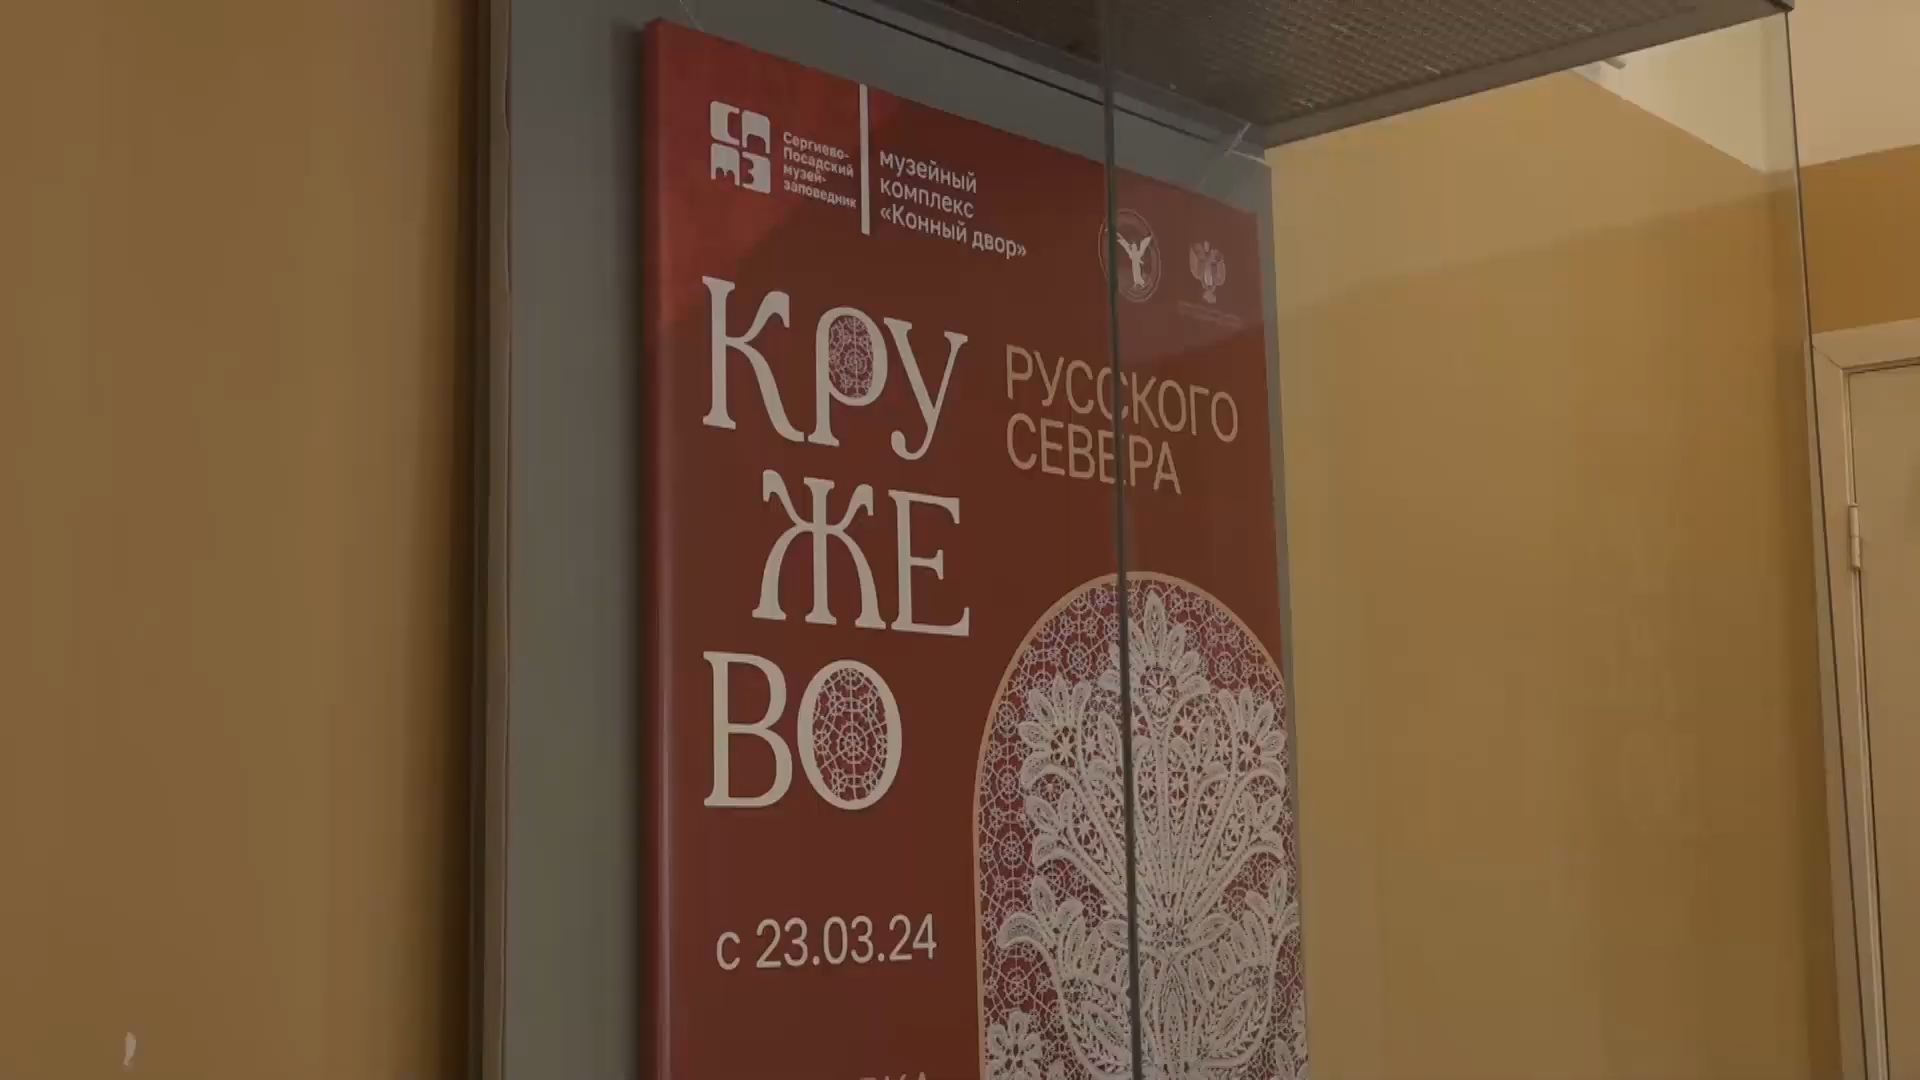 СПМЗ
Сергиево-
Посадский
музей-
заповедник
музейный
комплекс
«Конный двор»
КРУ
ЖЕ
ВО
РУССКОГО
СЕВЕРА
с 23.03.24